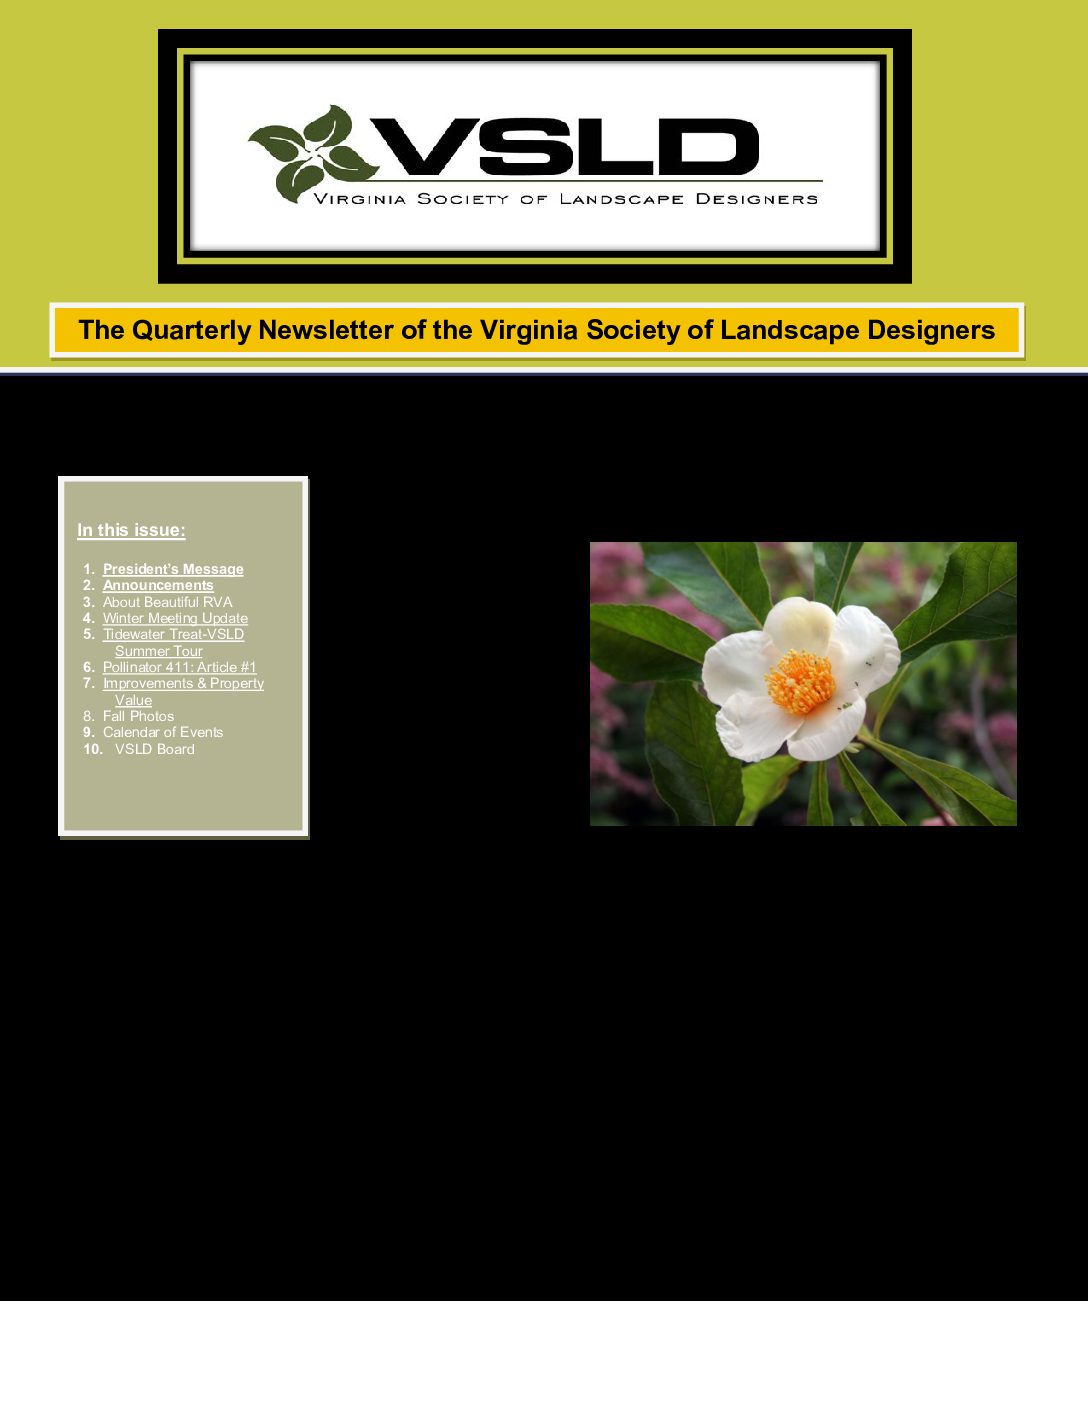 VSLD
Virginia Society of Landscape Designers
The Quarterly Newsletter of the Virginia Society of Landscape Designers
In this issue:
1. President's Message
2. Announcements
3. About Beautiful RVA
4. Winter Meeting Update
5. Tidewater Treat-VSLD
Summer Tour
6. Pollinator 411: Article #1
7. Improvements & Property
Value
8. Fall Photos
9. Calendar of Events
10. VSLD Board